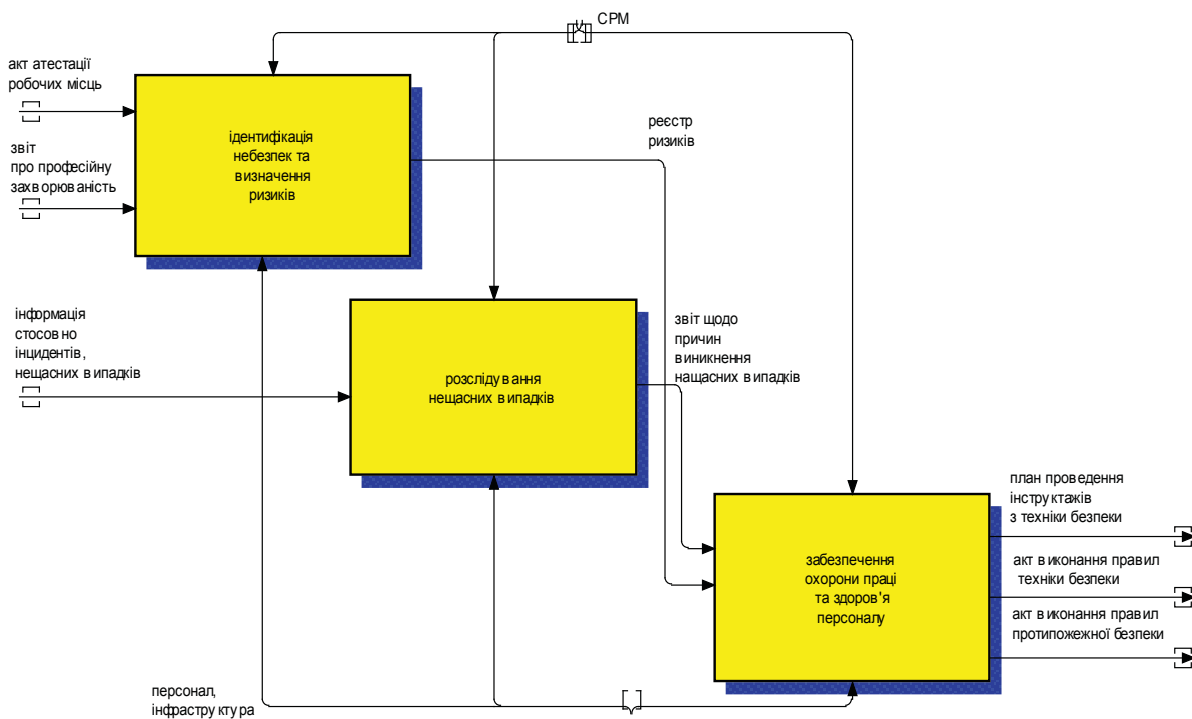 СРМ
акт атестації
робочих місць
ідентифікація
небезпек та
визначення
ризиків
реєстр
ризиків
звіт
про професійну
захворюваність
інформація
стосовно
інцидентів,
нещасних випадків
звіт щодо
причин
виникнення
нащасних випадків
розслідування
нещасних випадків
план проведення
інструктажів
з техніки безпеки
забезпечення
охорони праці
та здоров'я
персоналу
акт виконання правил
техніки безпеки
акт виконання правил
протипожежної безпеки
персонал,
інфраструктура